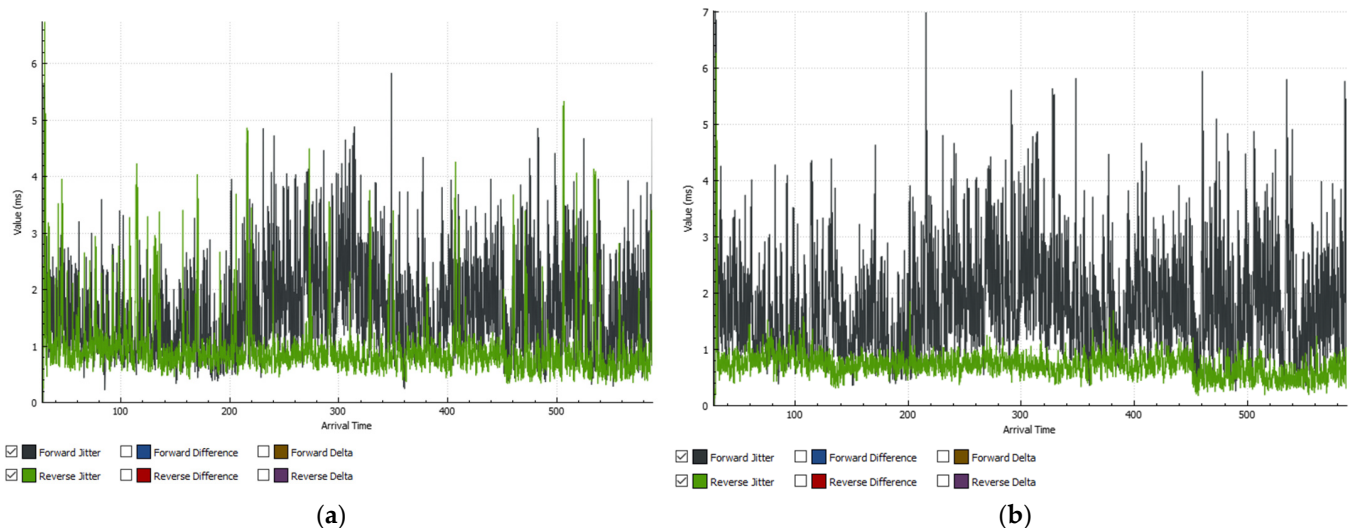 6
5
4
3
2
1
0
Value (ms)
100 200 300 400 500
Arrival Time
Forward Jitter Forward Difference Forward Delta
Reverse Jitter Reverse Difference Reverse Delta
(a)
7
6
5
4
3
2
1
0
Value (ms)
100 200 300 400 500
Arrival Time
Forward Jitter Forward Difference Forward Delta
Reverse Jitter Reverse Difference Reverse Delta
(b)